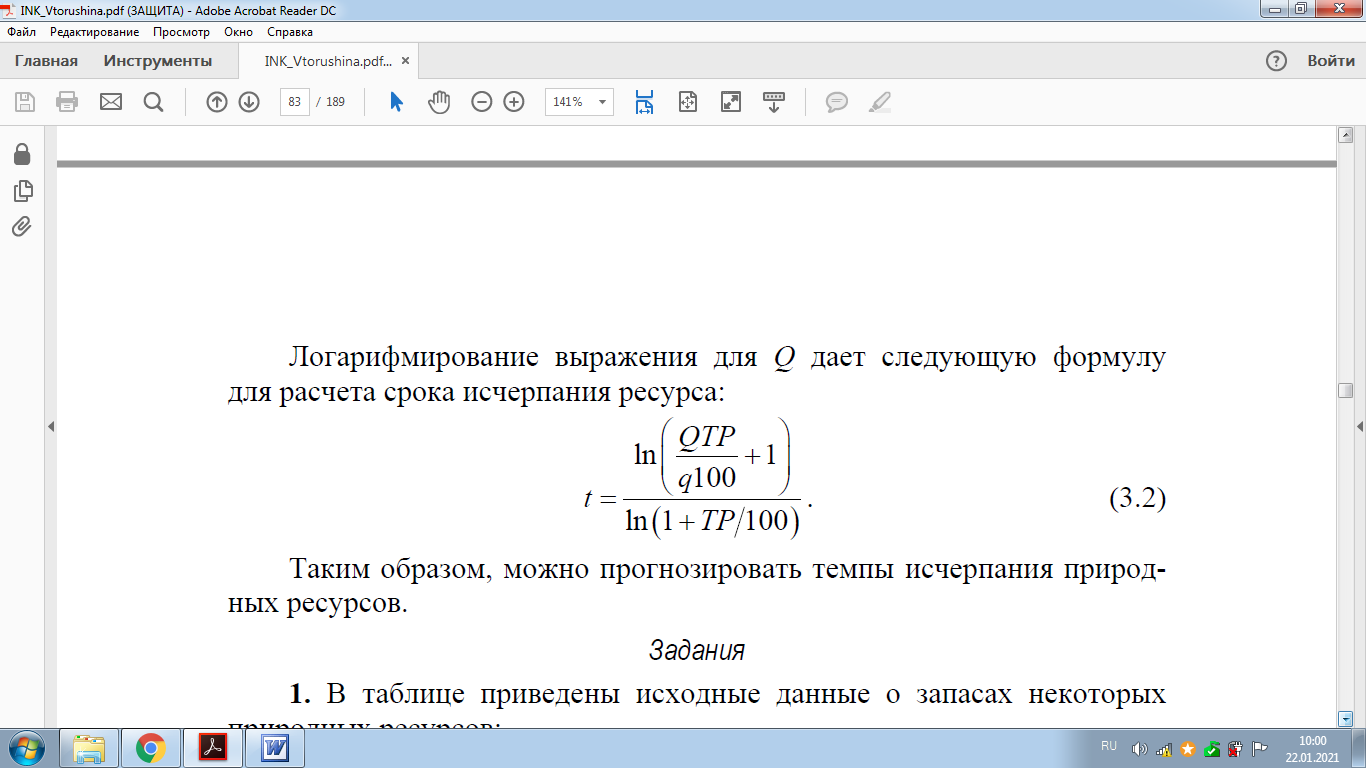 INK_Vtorushina.pdf (ЗАЩИТА) - Adobe Acrobat Reader DC
Файл Редактирование Просмотр Окно Справка
Главная Инструменты INK_Vtorushina.pdf... × ? Войти
83 / 189 141%
Логарифмирование выражения для Q дает следующую формулу
для расчета срока исчерпания ресурса:
t = ln(QTP/q100 + 1) / ln(1 + TP/100). (3.2)
Таким образом, можно прогнозировать темпы исчерпания природ-
ных ресурсов.
Задания
1. В таблице приведены исходные данные о запасах некоторых
природных ресурсов:
RU 10:00
22.01.2021